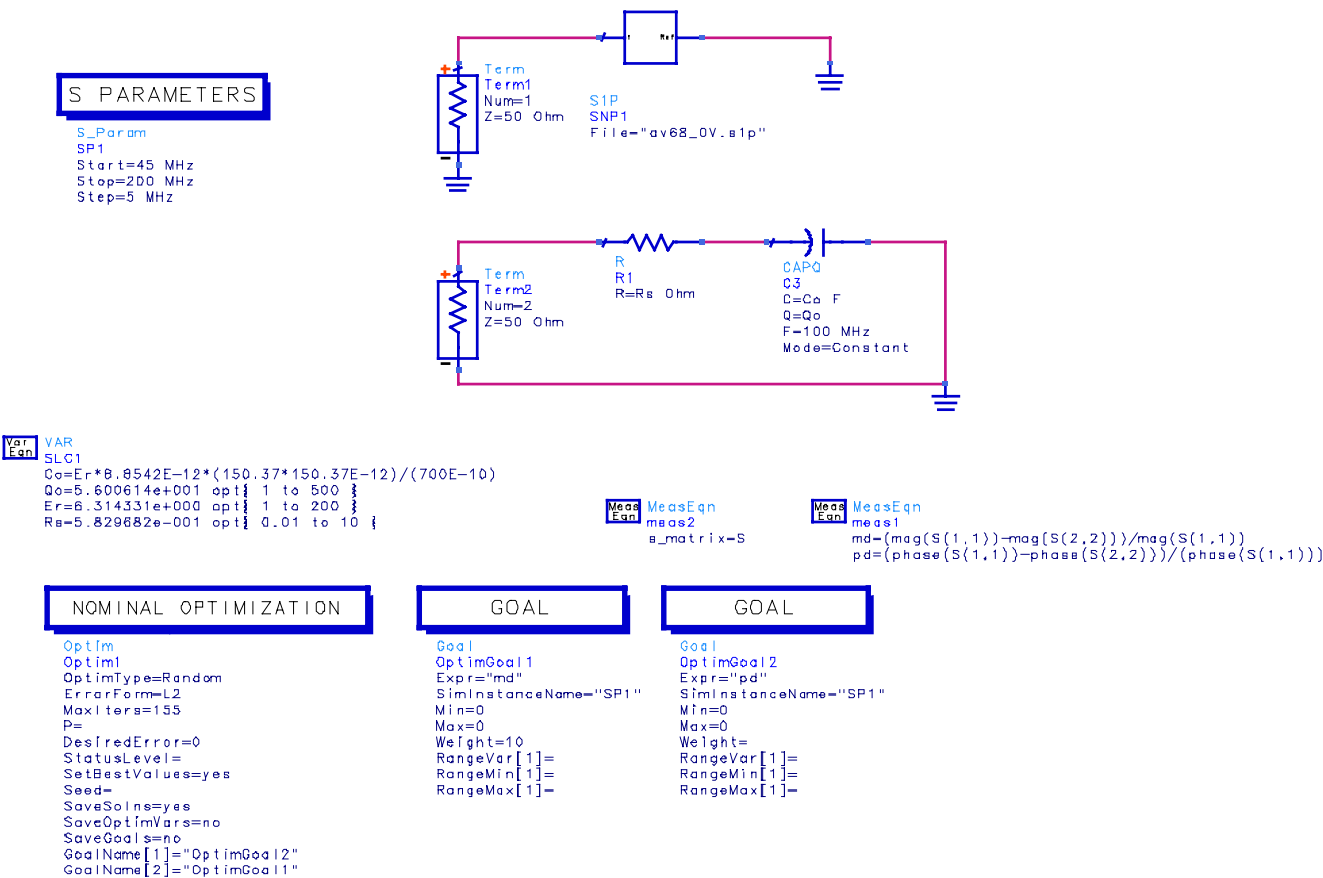 S PARAMETERS
S_Param
SP1
Start=45 MHz
Stop=200 MHz
Step=5 MHz
Term
Term1
Num=1
Z=50 Ohm
1 Ref
S1P
SNP1
File="av68_0V.s1p"
Term
Term2
Num=2
Z=50 Ohm
R
R1
R=Rs Ohm
CAPQ
C3
C=Co F
Q=Qo
F=100 MHz
Mode=Constant
Var
Eqn
VAR
SLC1
Co=Er*8.8542E-12*(150.37*150.37E-12)/(700E-10)
Qo=5.600614e+001 opt{ 1 to 500 }
Er=6.314331e+000 opt{ 1 to 200 }
Rs=5.829682e-001 opt{ 0.01 to 10 }
Meas
Eqn
MeasEqn
meas2
s_matrix=S
Meas
Eqn
MeasEqn
meas1
md=(mag(S(1,1))-mag(S(2,2)))/mag(S(1,1))
pd=(phase(S(1,1))-phase(S(2,2)))/(phase(S(1,1)))
NOMINAL OPTIMIZATION
Optim
Optim1
OptimType=Random
ErrorForm=L2
MaxIters=155
P=
DesiredError=0
StatusLevel=
SetBestValues=yes
Seed=
SaveSolns=yes
SaveOptimVars=no
SaveGoals=no
GoalName[1]="OptimGoal2"
GoalName[2]="OptimGoal1"
GOAL
Goal
OptimGoal1
Expr="md"
SimInstanceName="SP1"
Min=0
Max=0
Weight=10
RangeVar[1]=
RangeMin[1]=
RangeMax[1]=
GOAL
Goal
OptimGoal2
Expr="pd"
SimInstanceName="SP1"
Min=0
Max=0
Weight=
RangeVar[1]=
RangeMin[1]=
RangeMax[1]=